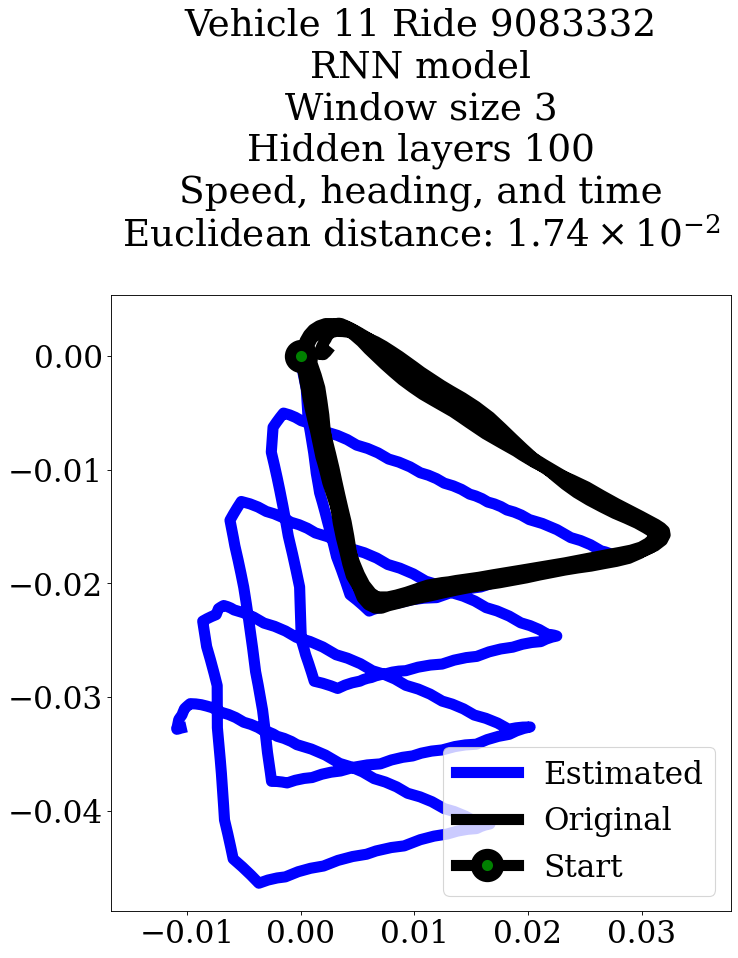 Vehicle 11 Ride 9083332
RNN model
Window size 3
Hidden layers 100
Speed, heading, and time
Euclidean distance: 1.74 × 10⁻²
0.00
−0.01
−0.02
−0.03
−0.04
Estimated
Original
Start
−0.01 0.00 0.01 0.02 0.03